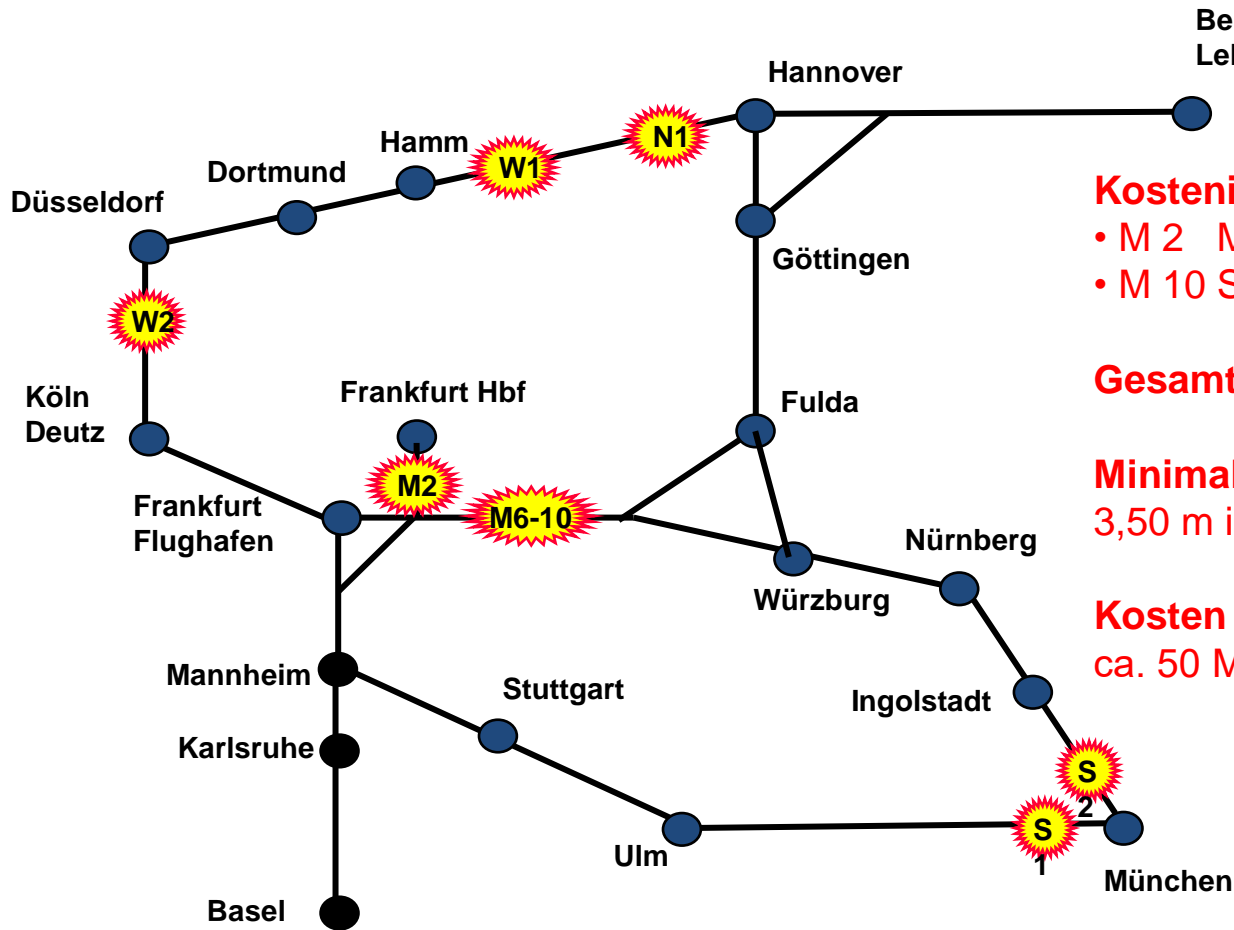 Be
Lel
Hannover
N1
Hamm
W1
Dortmund
Düsseldorf
Kosteni
• M 2 M
• M 10 S
Göttingen
W2
Gesamt
Frankfurt Hbf
Fulda
Köln
Deutz
M2
Minimal
3,50 m i
Frankfurt
Flughafen
M6-10
Nürnberg
Würzburg
Kosten
ca. 50 M
Mannheim
Stuttgart
Ingolstadt
Karlsruhe
S
2
S
1
Ulm
München
Basel